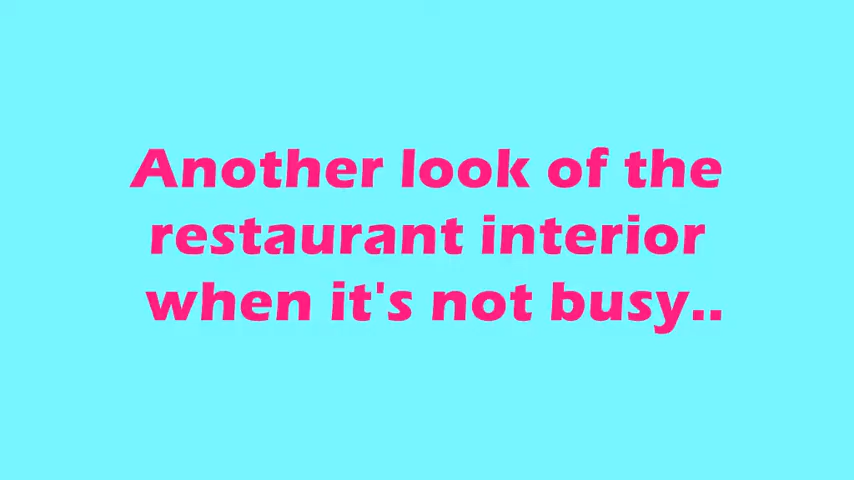 Another look of the
restaurant interior
when it's not busy..